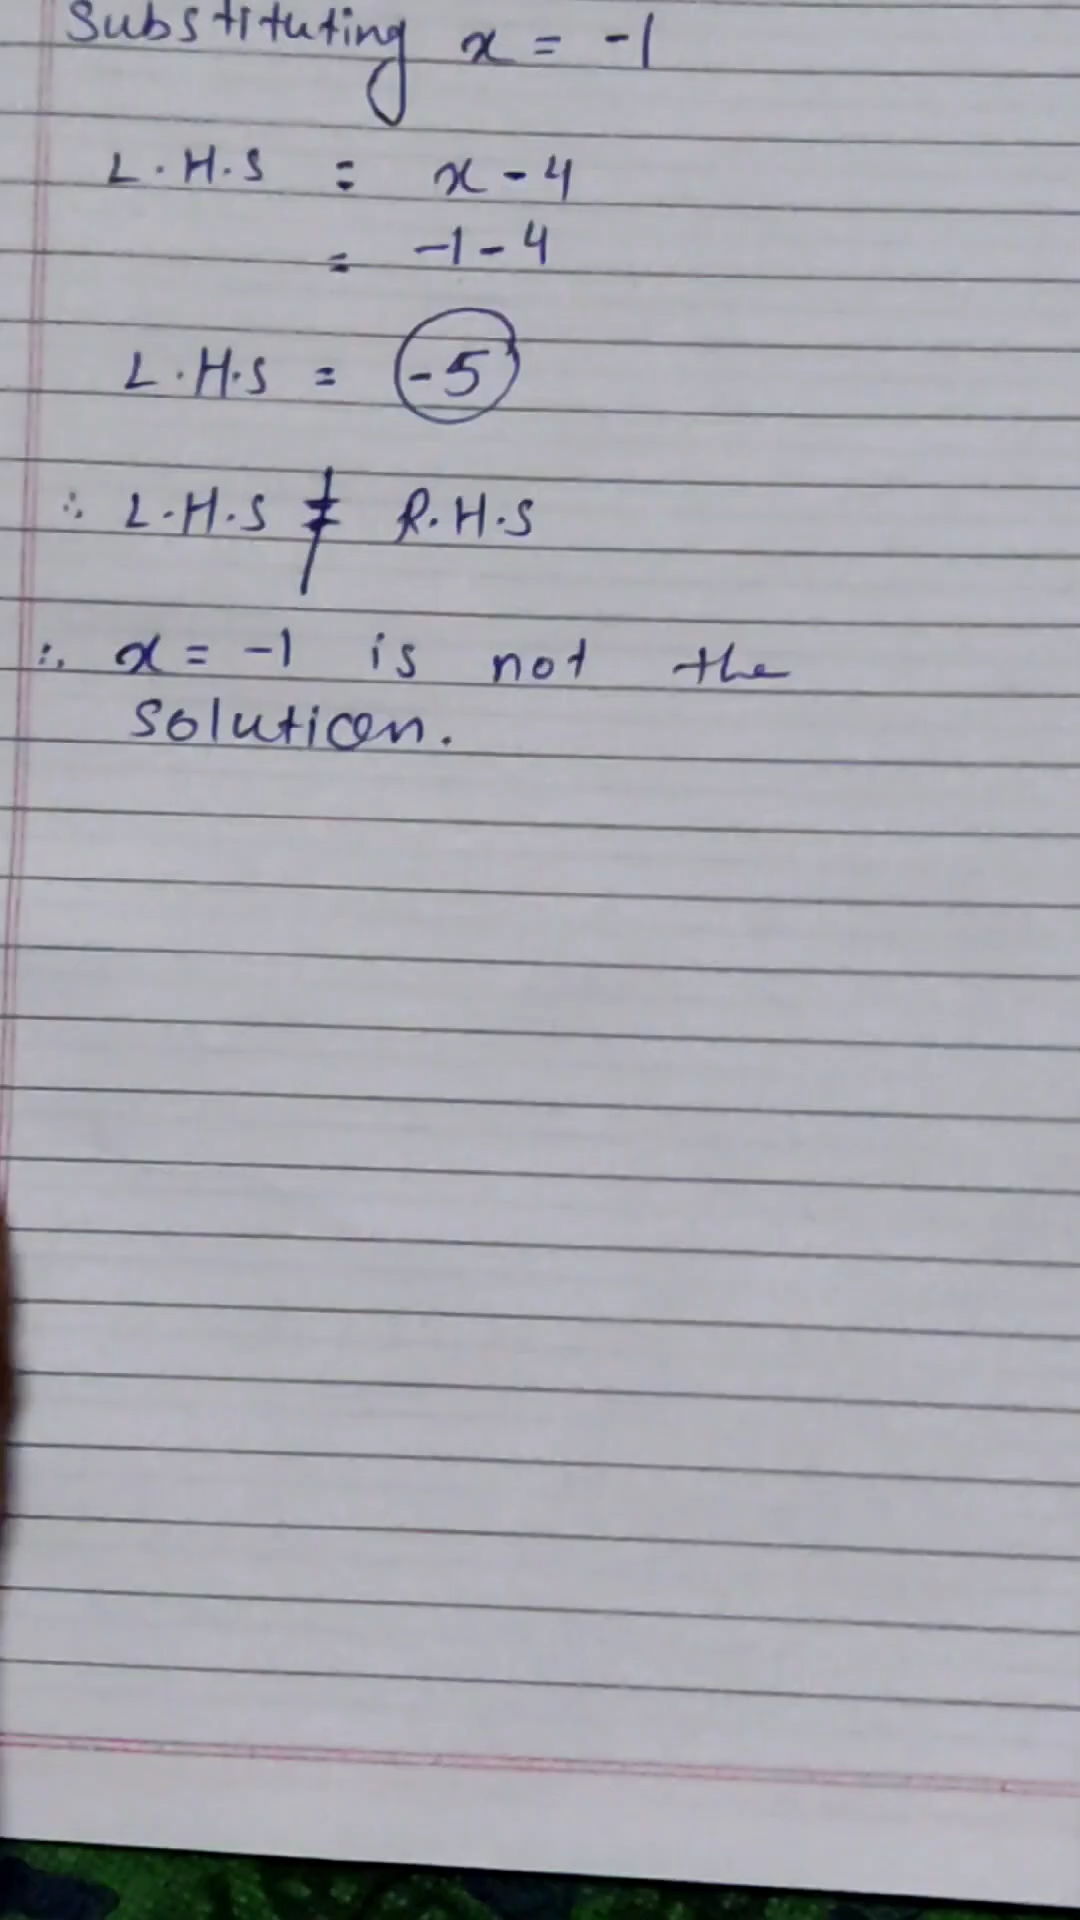 Substituting x = -1
L.H.S = x - 4
= -1 - 4
L.H.S = -5
∴ L.H.S ≠ R.H.S
∴ x = -1 is not the
solution.